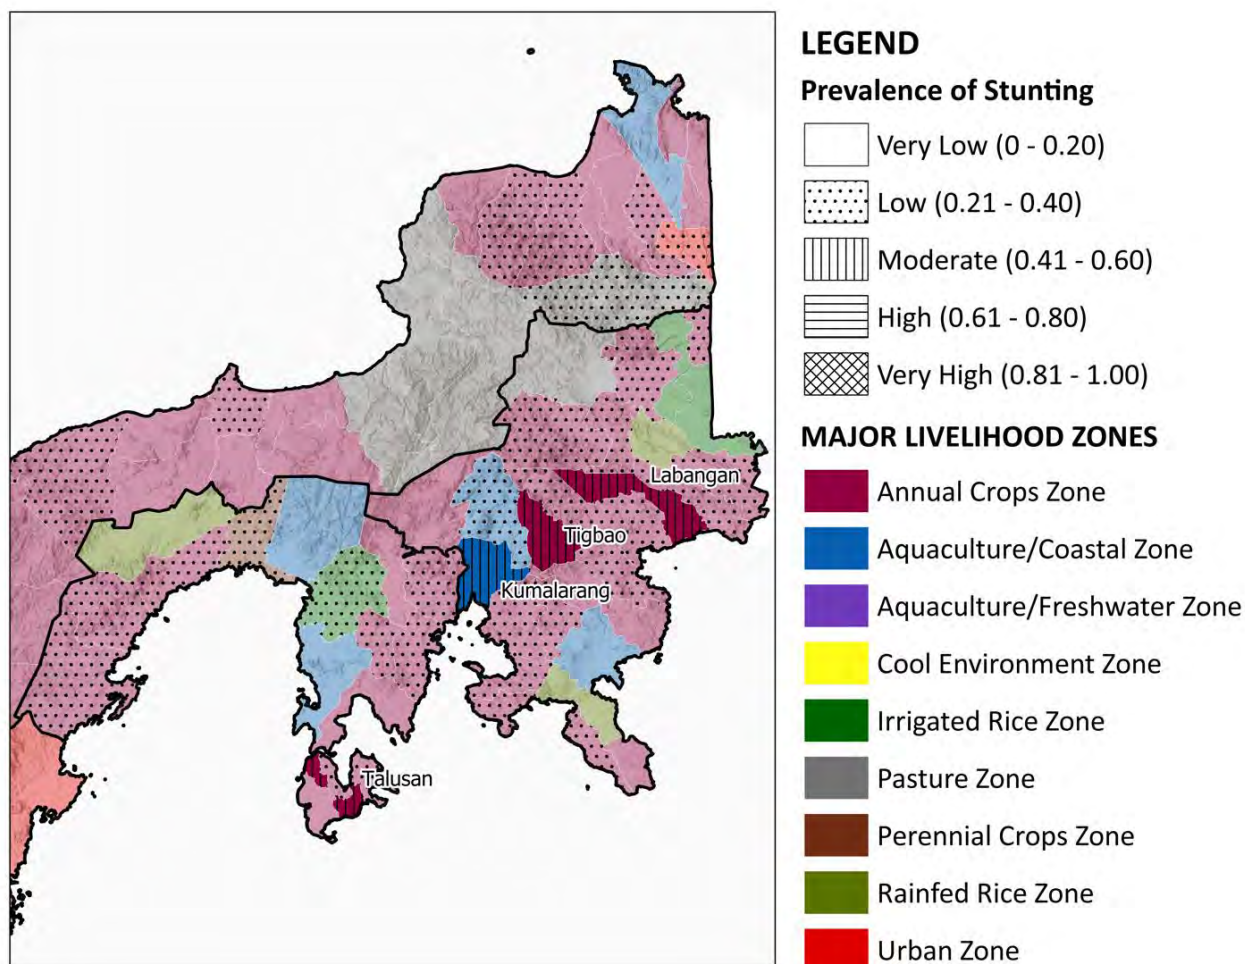 LEGEND
Prevalence of Stunting
Very Low (0 - 0.20)
Low (0.21 - 0.40)
Moderate (0.41 - 0.60)
High (0.61 - 0.80)
Very High (0.81 - 1.00)
MAJOR LIVELIHOOD ZONES
Annual Crops Zone
Aquaculture/Coastal Zone
Aquaculture/Freshwater Zone
Cool Environment Zone
Irrigated Rice Zone
Pasture Zone
Perennial Crops Zone
Rainfed Rice Zone
Urban Zone
Labangan
Tigbao
Kumalarang
Talusan